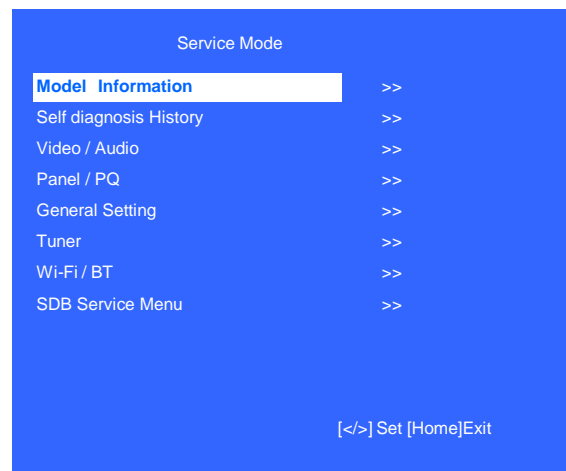 Service Mode
Model Information >>
Self diagnosis History >>
Video / Audio >>
Panel / PQ >>
General Setting >>
Tuner >>
Wi-Fi / BT >>
SDB Service Menu >>
[</>] Set [Home]Exit